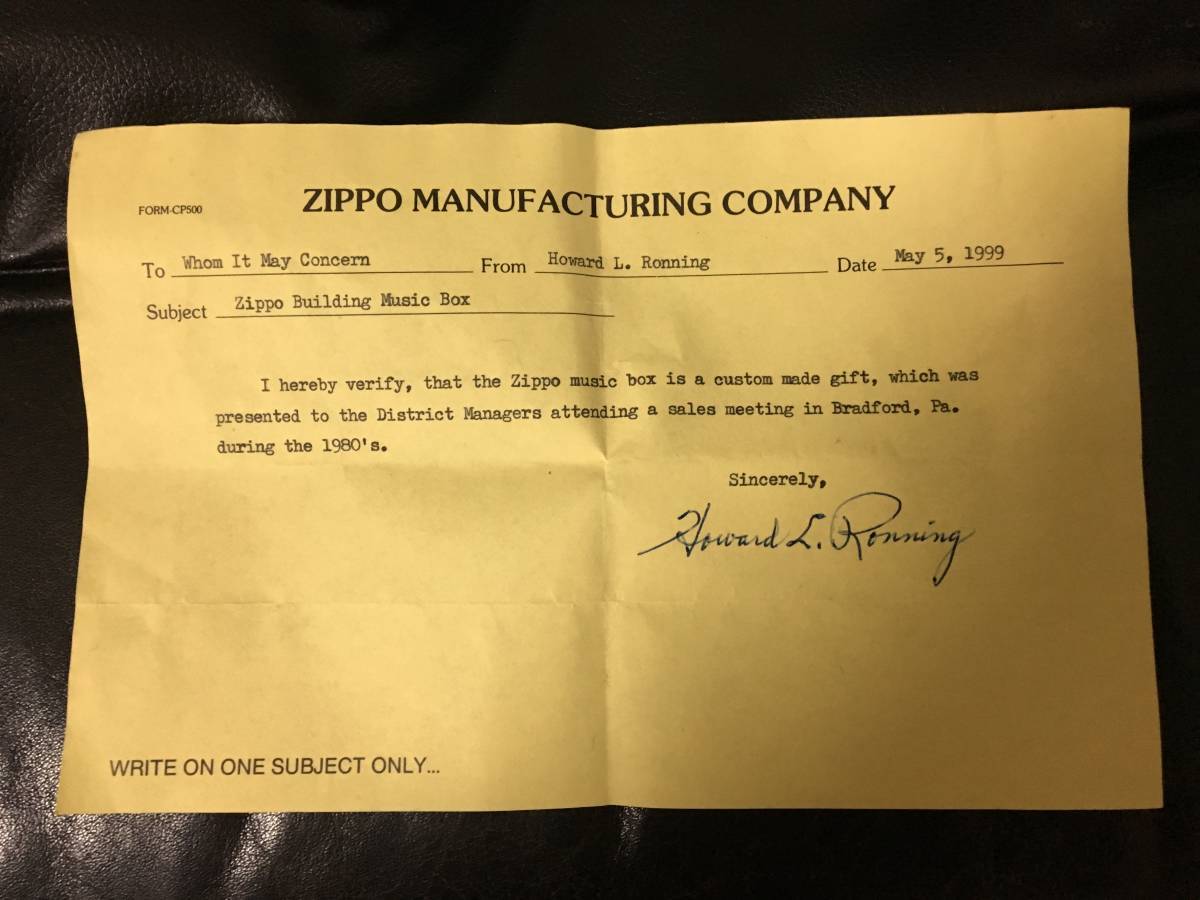 FORM-CP500
ZIPPO MANUFACTURING COMPANY
To Whom It May Concern From Howard L. Ronning Date May 5, 1999
Subject Zippo Building Music Box
I hereby verify, that the Zippo music box is a custom made gift, which was
presented to the District Managers attending a sales meeting in Bradford, Pa.
during the 1980's.
Sincerely,
Howard L. Ronning
WRITE ON ONE SUBJECT ONLY...